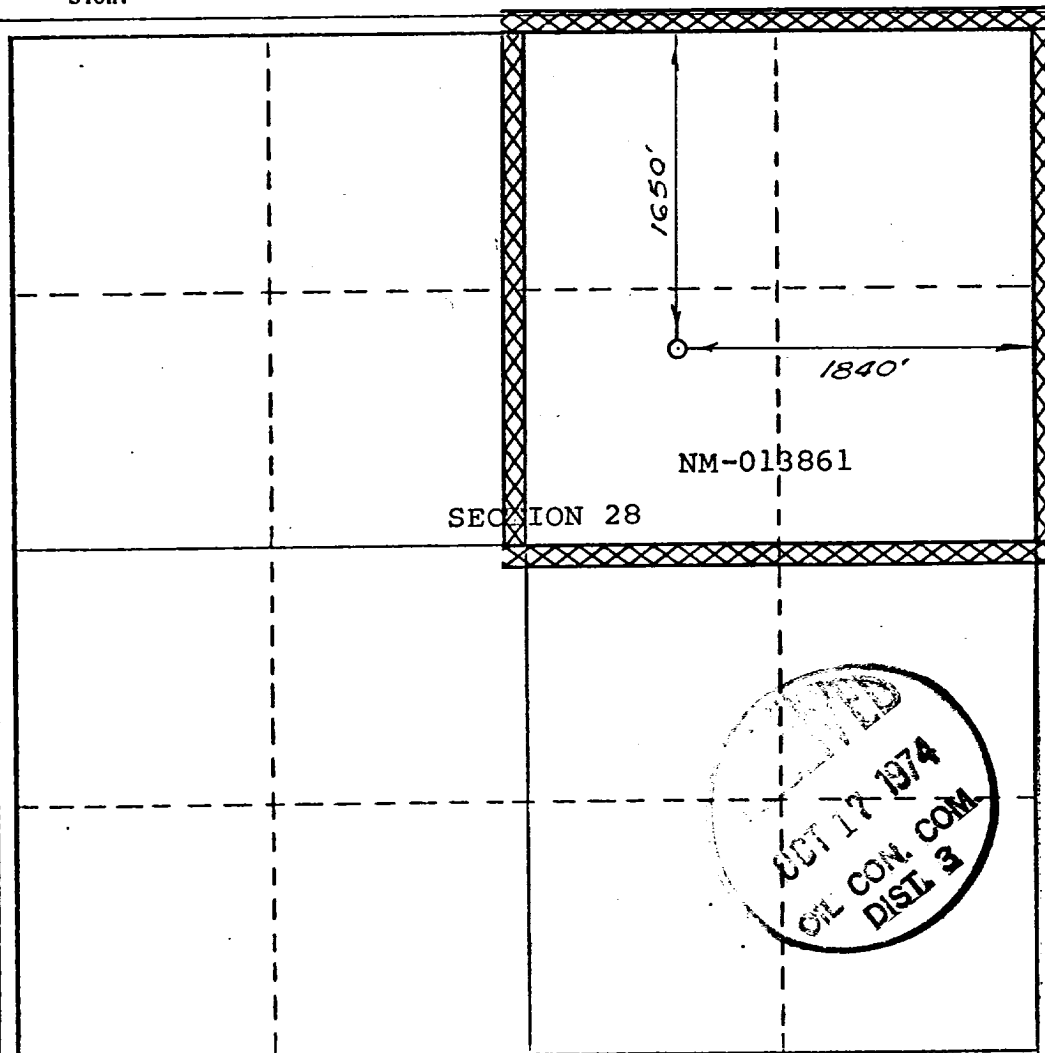 1650'
1840'
NM-013861
SECTION 28
OCT 17 1974
OIL CON. COM.
DIST. 3